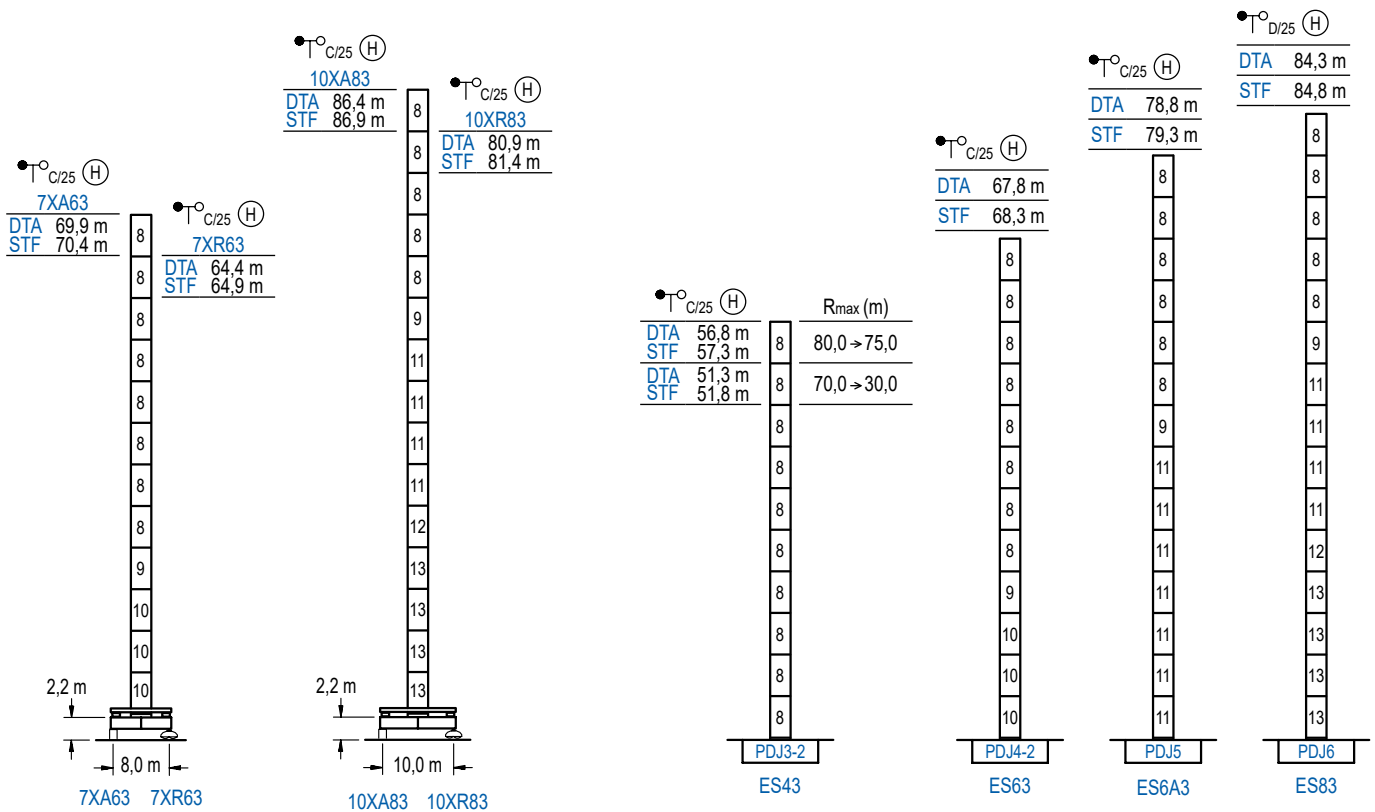 C/25 H
7XA63
DTA 69,9 m
STF 70,4 m
C/25 H
7XR63
DTA 64,4 m
STF 64,9 m
8
8
8
8
8
8
8
8
9
10
10
10
2,2 m
8,0 m
7XA63 7XR63
C/25 H
10XA83
DTA 86,4 m
STF 86,9 m
C/25 H
10XR83
DTA 80,9 m
STF 81,4 m
8
8
8
8
8
9
11
11
11
11
12
13
13
13
13
2,2 m
10,0 m
10XA83 10XR83
C/25 H
Rmax (m)
DTA 56,8 m
STF 57,3 m
80,0→75,0
DTA 51,3 m
STF 51,8 m
70,0→30,0
8
8
8
8
8
8
8
8
8
8
PDJ3-2
ES43
C/25 H
DTA 67,8 m
STF 68,3 m
8
8
8
8
8
8
8
8
9
10
10
10
PDJ4-2
ES63
C/25 H
DTA 78,8 m
STF 79,3 m
8
8
8
8
8
8
9
11
11
11
11
11
11
11
PDJ5
ES6A3
D/25 H
DTA 84,3 m
STF 84,8 m
8
8
8
8
8
9
11
11
11
11
12
13
13
13
13
PDJ6
ES83